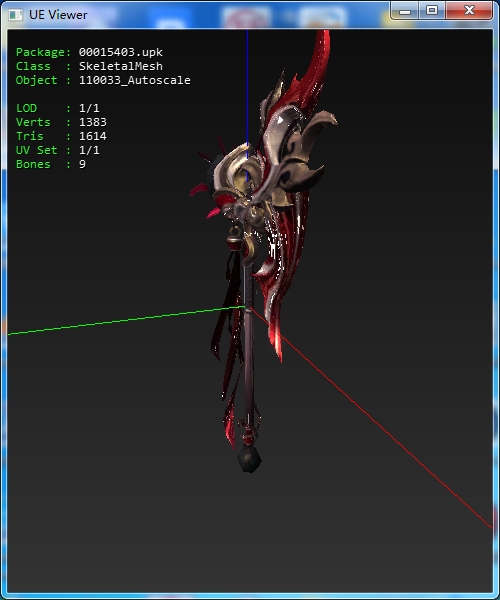 UE Viewer
Package: 00015403.upk
Class : SkeletalMesh
Object : 110033_Autoscale
LOD : 1/1
Verts : 1383
Tris : 1614
UV Set : 1/1
Bones : 9